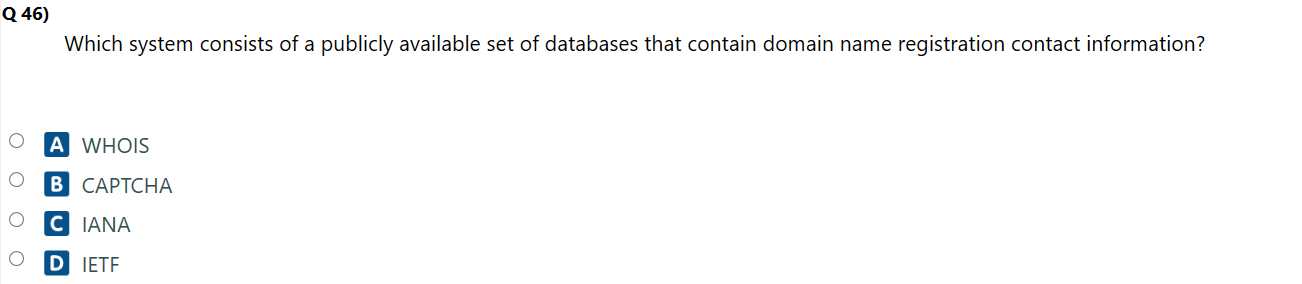 Q 46)
Which system consists of a publicly available set of databases that contain domain name registration contact information?
A WHOIS
B CAPTCHA
C IANA
D IETF